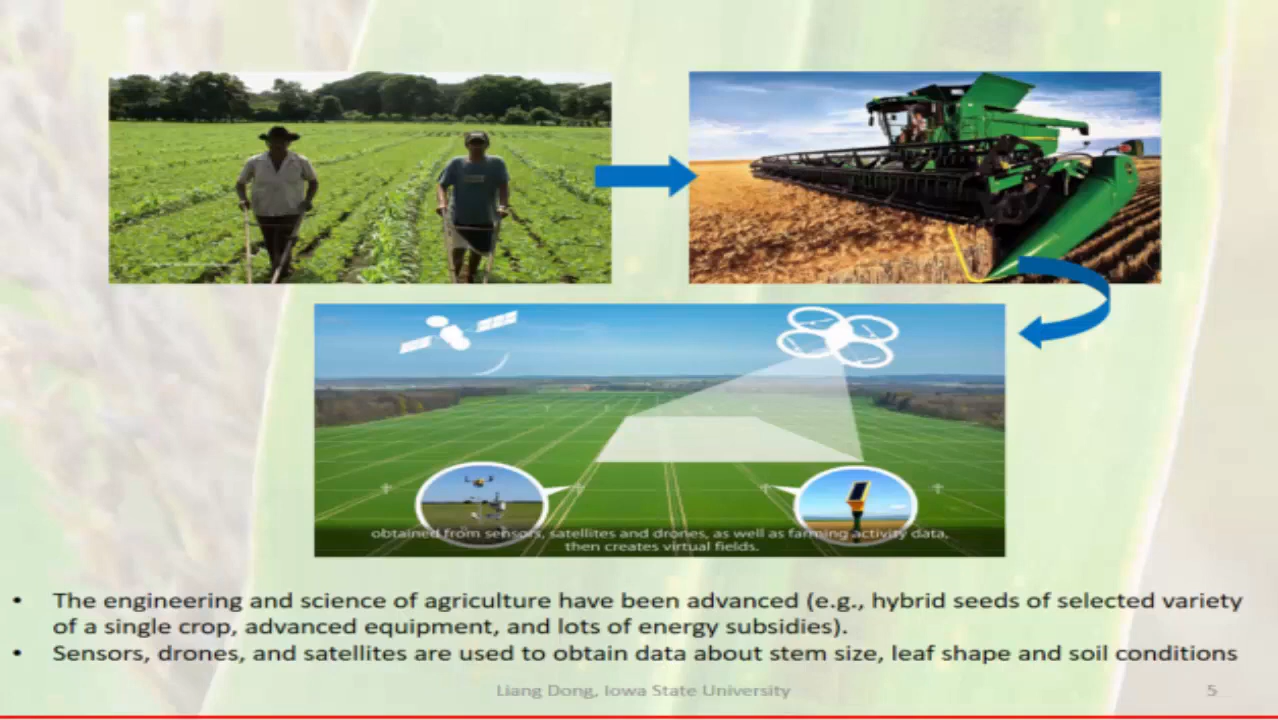 obtained from sensors, satellites and drones, as well as farming activity data,
then creates virtual fields.
• The engineering and science of agriculture have been advanced (e.g., hybrid seeds of selected variety
of a single crop, advanced equipment, and lots of energy subsidies).
• Sensors, drones, and satellites are used to obtain data about stem size, leaf shape and soil conditions
Liang Dong, Iowa State University
5